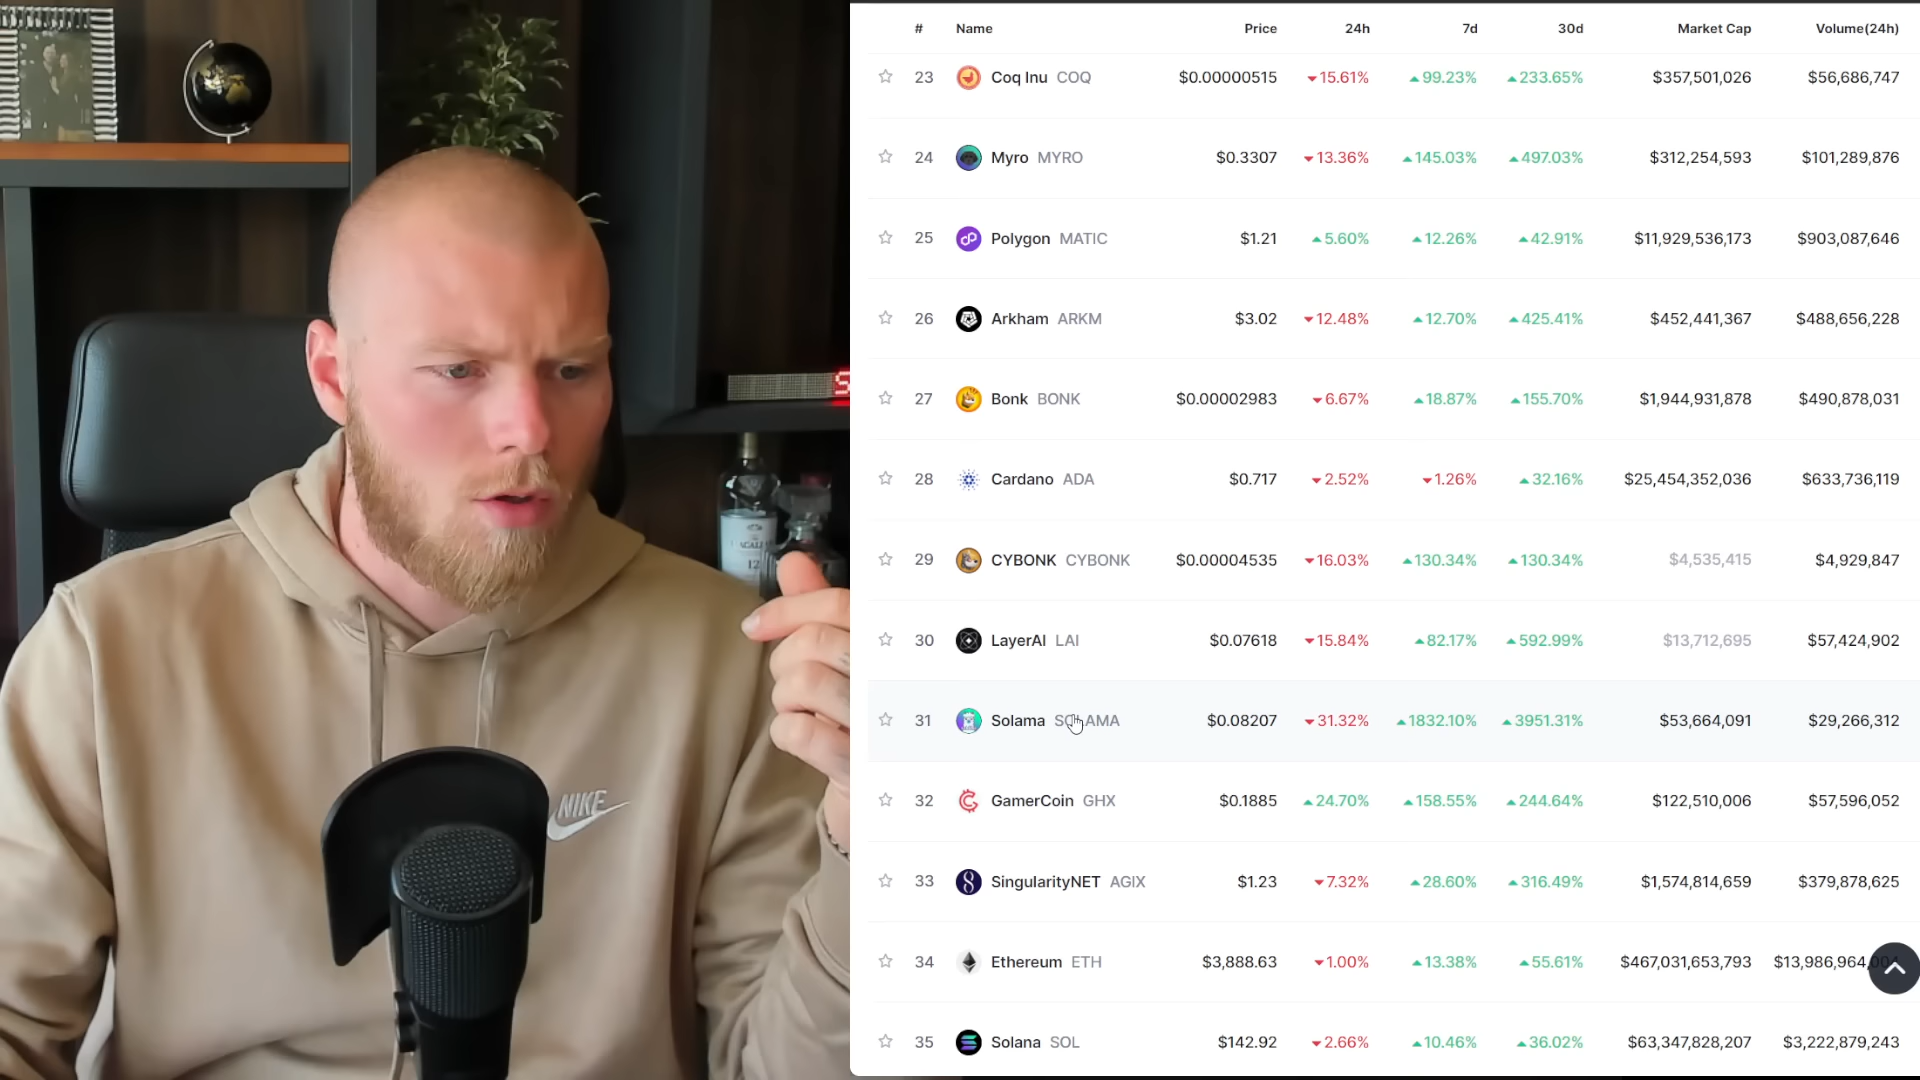 # Name Price 24h 7d 30d Market Cap Volume(24h)
23 Coq Inu COQ $0.00000515 15.61% 99.23% 233.65% $357,501,026 $56,686,747
24 Myro MYRO $0.3307 13.36% 145.03% 497.03% $312,254,593 $101,289,876
25 Polygon MATIC $1.21 5.60% 12.26% 42.91% $11,929,536,173 $903,087,646
26 Arkham ARKM $3.02 12.48% 12.70% 425.41% $452,441,367 $488,656,228
27 Bonk BONK $0.00002983 6.67% 18.87% 155.70% $1,944,931,878 $490,878,031
28 Cardano ADA $0.717 2.52% 1.26% 32.16% $25,454,352,036 $633,736,119
29 CYBONK CYBONK $0.00004535 16.03% 130.34% 130.34% $4,535,415 $4,929,847
30 LayerAI LAI $0.07618 15.84% 82.17% 592.99% $13,712,695 $57,424,902
31 Solama SOLAMA $0.08207 31.32% 1832.10% 3951.31% $53,664,091 $29,266,312
32 GamerCoin GHX $0.1885 24.70% 158.55% 244.64% $122,510,006 $57,596,052
33 SingularityNET AGIX $1.23 7.32% 28.60% 316.49% $1,574,814,659 $379,878,625
34 Ethereum ETH $3,888.63 1.00% 13.38% 55.61% $467,031,653,793 $13,986,964,004
35 Solana SOL $142.92 2.66% 10.46% 36.02% $63,347,828,207 $3,222,879,243
NIKE
12
S